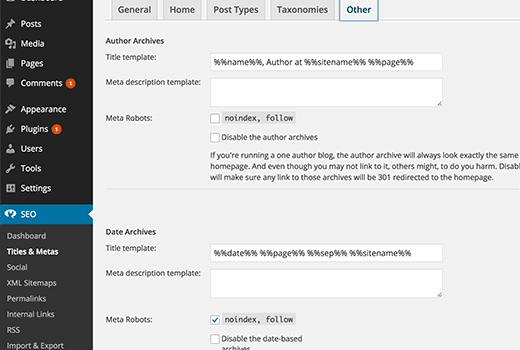 Dashboard
Posts
Media
Pages
Comments 1
Appearance
Plugins 1
Users
Tools
Settings
SEO
Dashboard
Titles & Metas
Social
XML Sitemaps
Permalinks
Internal Links
RSS
Import & Export
General
Home
Post Types
Taxonomies
Other
Author Archives
Title template:
%%name%%, Author at %%sitename%% %%page%%
Meta description template:
Meta Robots:
noindex, follow
Disable the author archives
If you're running a one author blog, the author archive will always look exactly the same
homepage. And even though you may not link to it, others might, to do you harm. Disab
will make sure any link to those archives will be 301 redirected to the homepage.
Date Archives
Title template:
%%date%% %%page%% %%sep%% %%sitename%%
Meta description template:
Meta Robots:
noindex, follow
Disable the date-based
archives